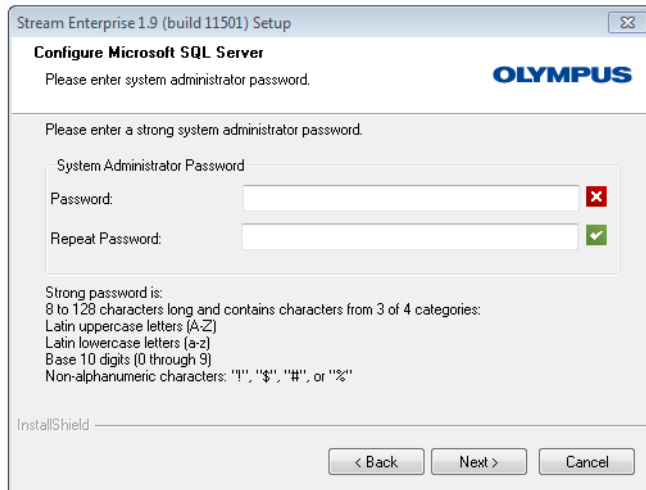 Stream Enterprise 1.9 (build 11501) Setup
Configure Microsoft SQL Server
Please enter system administrator password.
OLYMPUS
Please enter a strong system administrator password.
System Administrator Password
Password:
Repeat Password:
Strong password is:
8 to 128 characters long and contains characters from 3 of 4 categories:
Latin uppercase letters (A-Z)
Latin lowercase letters (a-z)
Base 10 digits (0 through 9)
Non-alphanumeric characters: "!", "$", "#", or "%"
InstallShield
< Back
Next >
Cancel